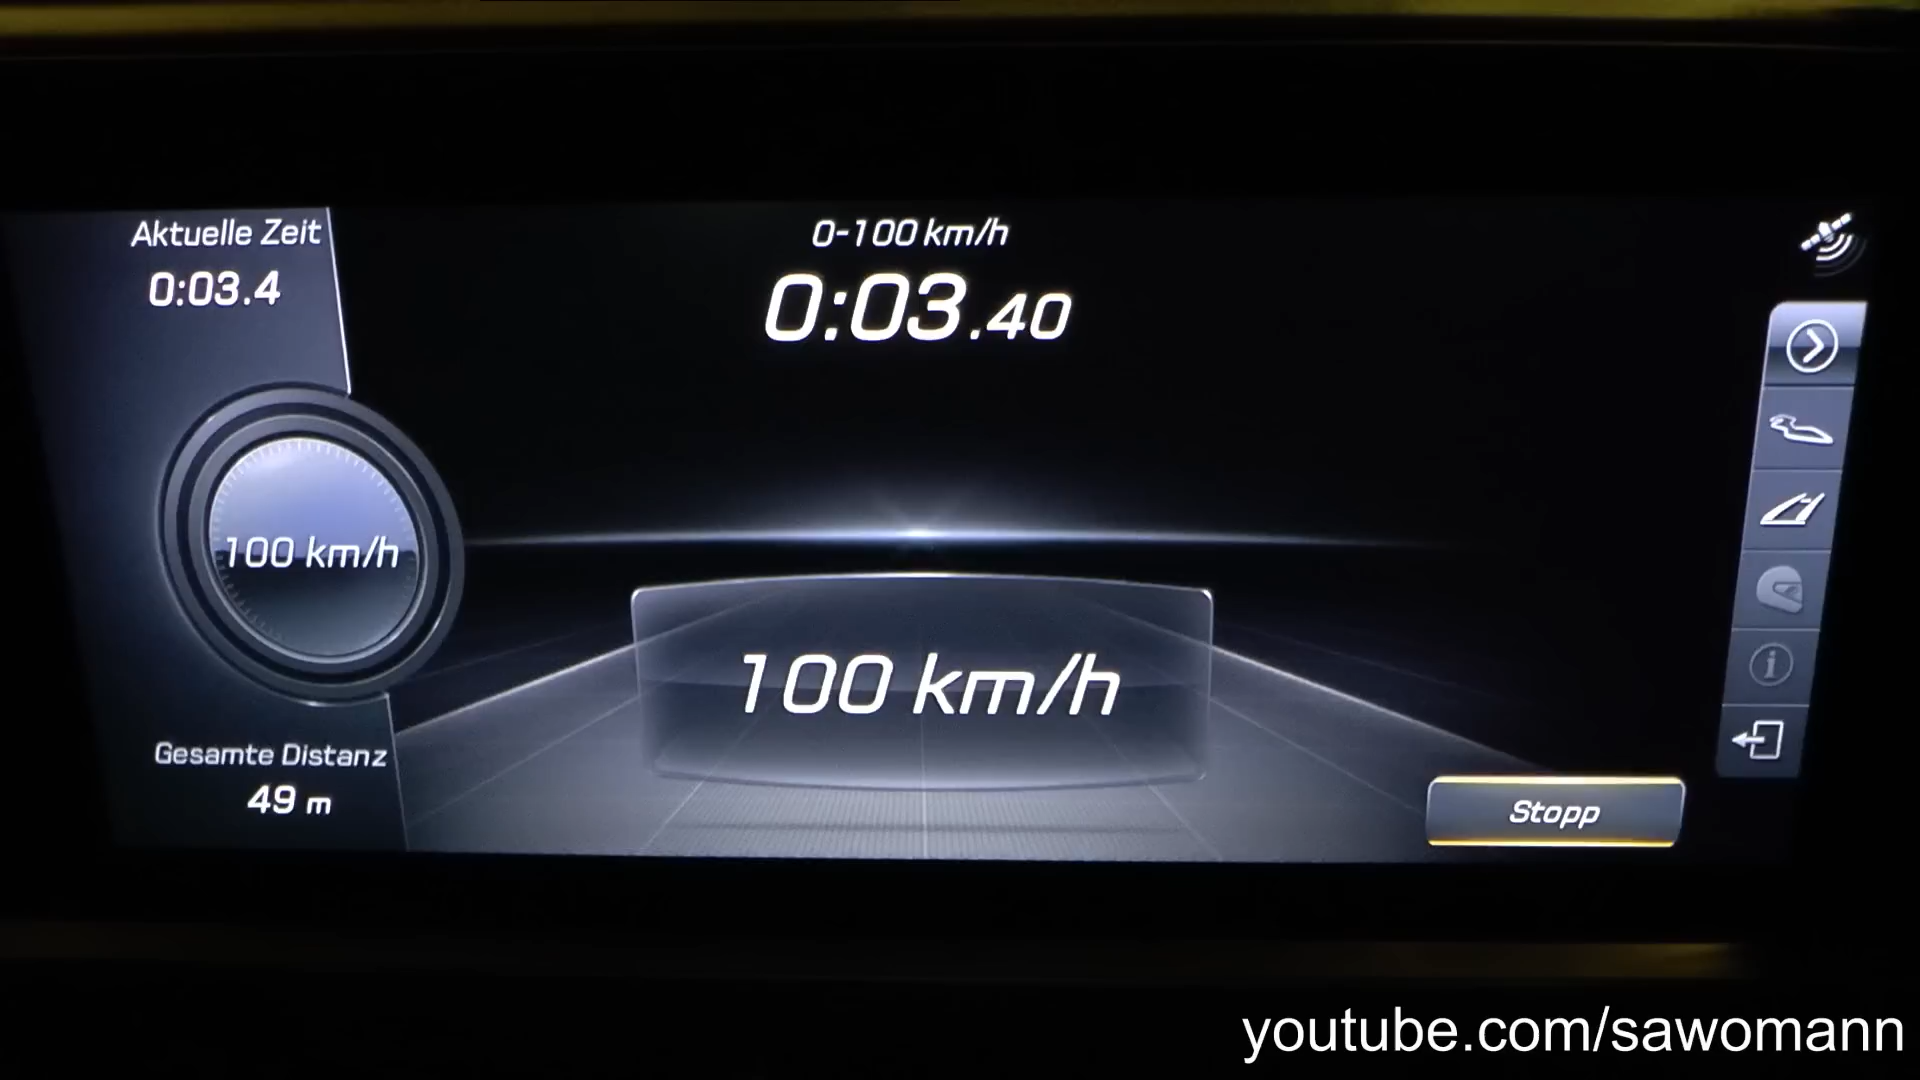 Aktuelle Zeit
0:03.4
0-100 km/h
0:03.40
100 km/h
100 km/h
Gesamte Distanz
49 m
Stopp
youtube.com/sawomann